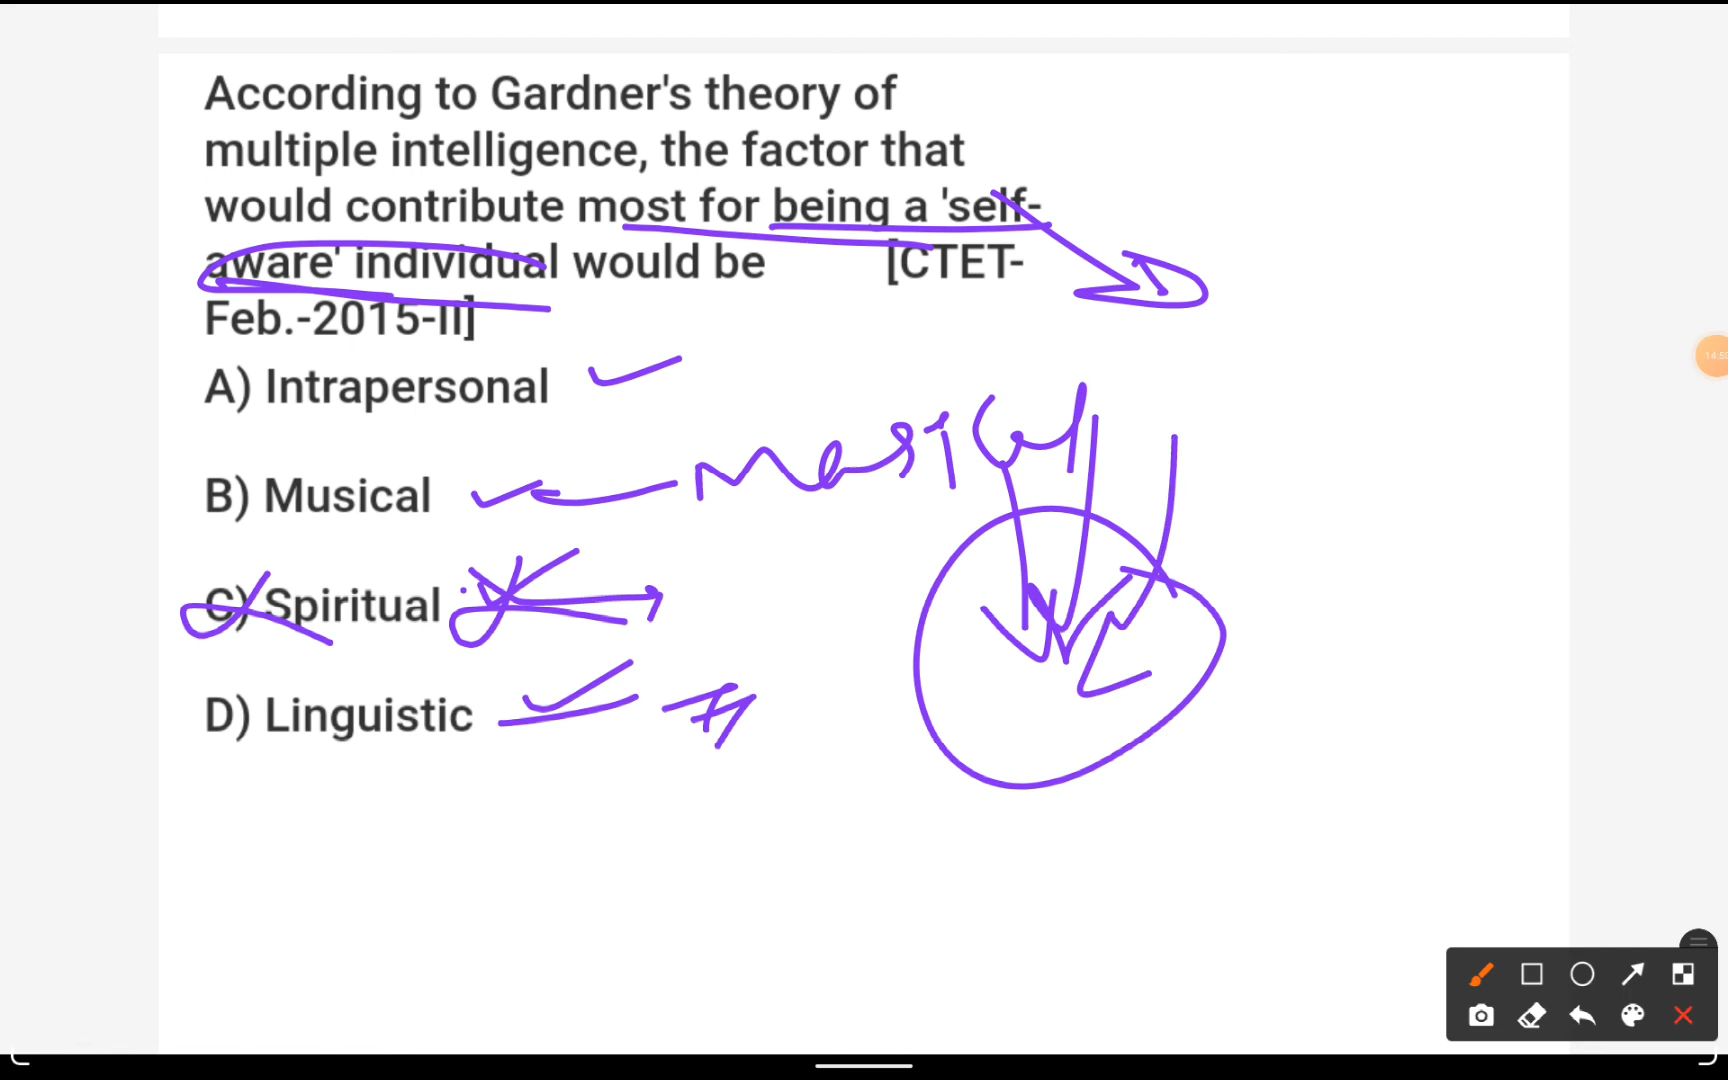 According to Gardner's theory of
multiple intelligence, the factor that
would contribute most for being a 'self-
aware' individual would be [CTET-
Feb.-2015-II]
A) Intrapersonal
B) Musical
C) Spiritual
D) Linguistic